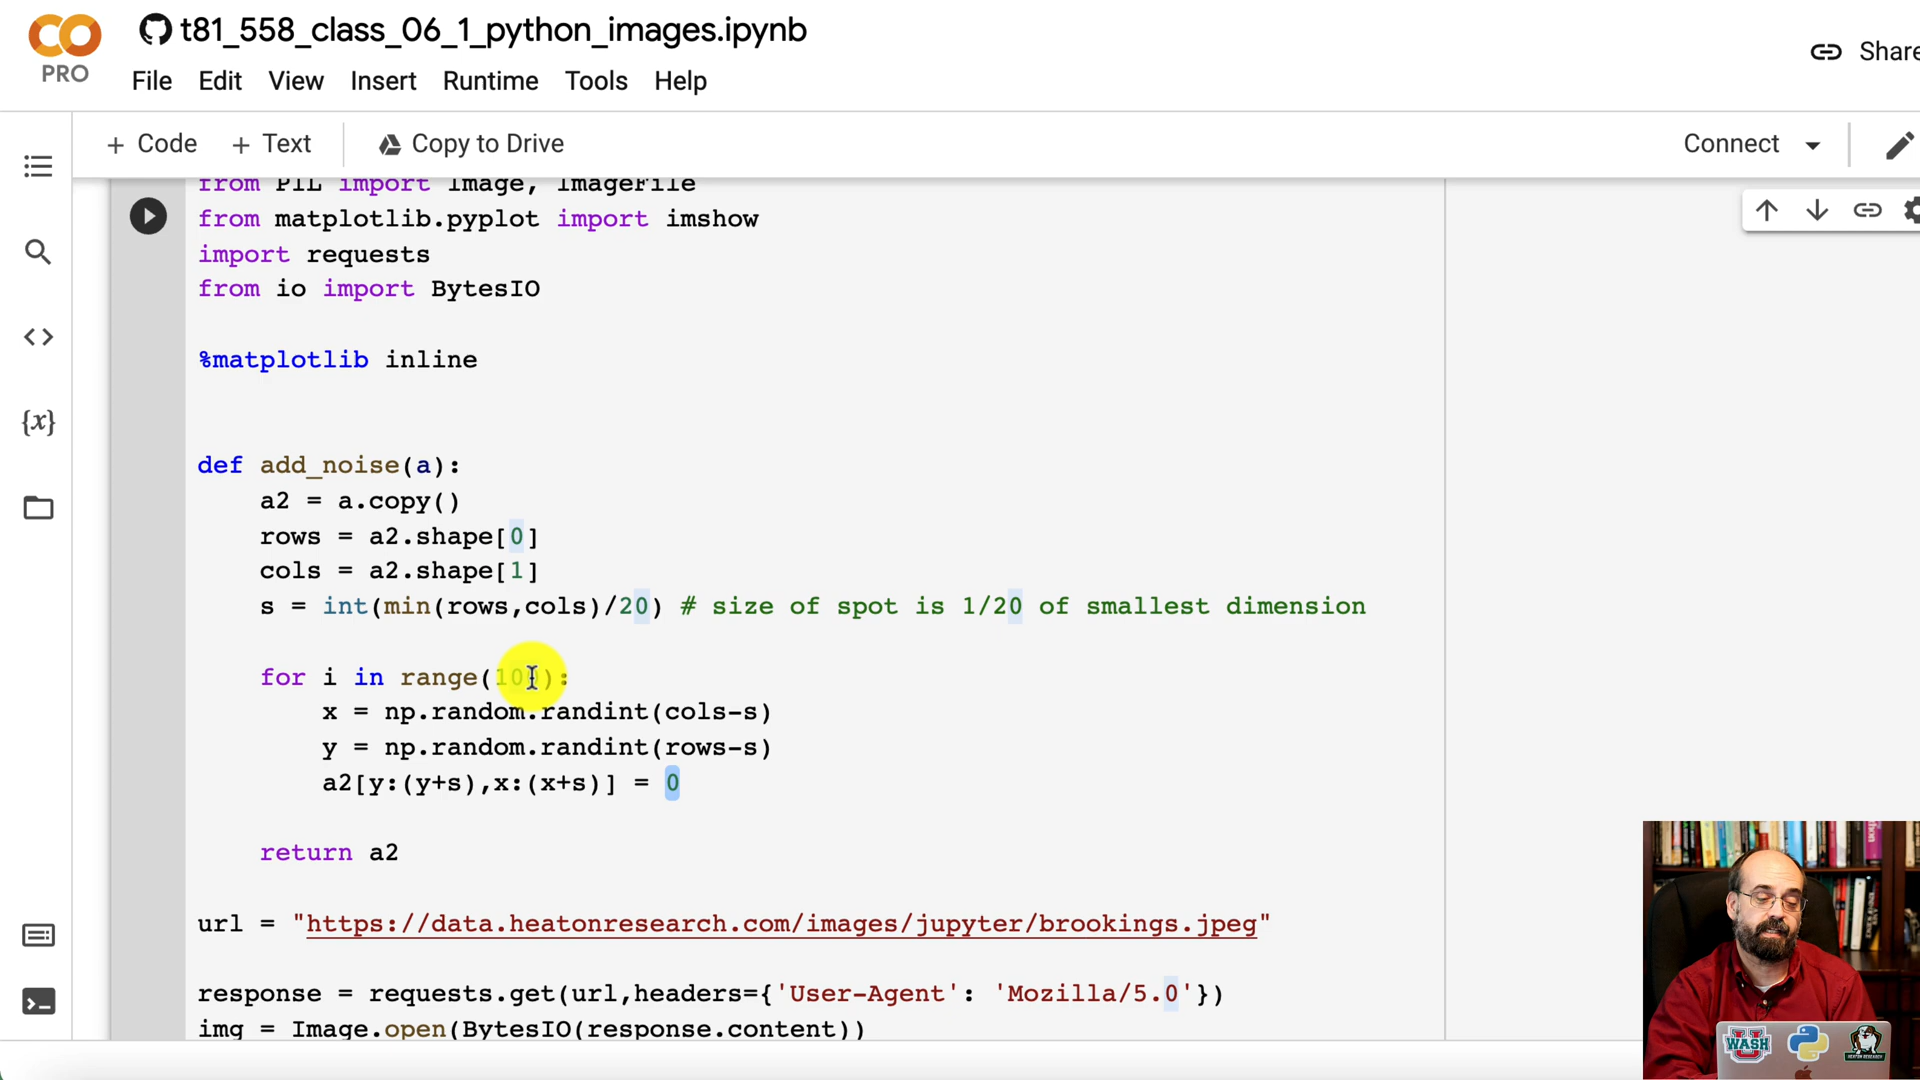 CO
PRO
t81_558_class_06_1_python_images.ipynb
Share
File Edit View Insert Runtime Tools Help
+ Code + Text Copy to Drive
Connect
from PIL import Image, ImageFile
from matplotlib.pyplot import imshow
import requests
from io import BytesIO
%matplotlib inline
{x}
def add_noise(a):
a2 = a.copy()
rows = a2.shape[0]
cols = a2.shape[1]
s = int(min(rows,cols)/20) # size of spot is 1/20 of smallest dimension
for i in range(100):
x = np.random.randint(cols-s)
y = np.random.randint(rows-s)
a2[y:(y+s),x:(x+s)] = 0
return a2
url = "https://data.heatonresearch.com/images/jupyter/brookings.jpeg"
response = requests.get(url,headers={'User-Agent': 'Mozilla/5.0'})
img = Image.open(BytesIO(response.content))
WASH